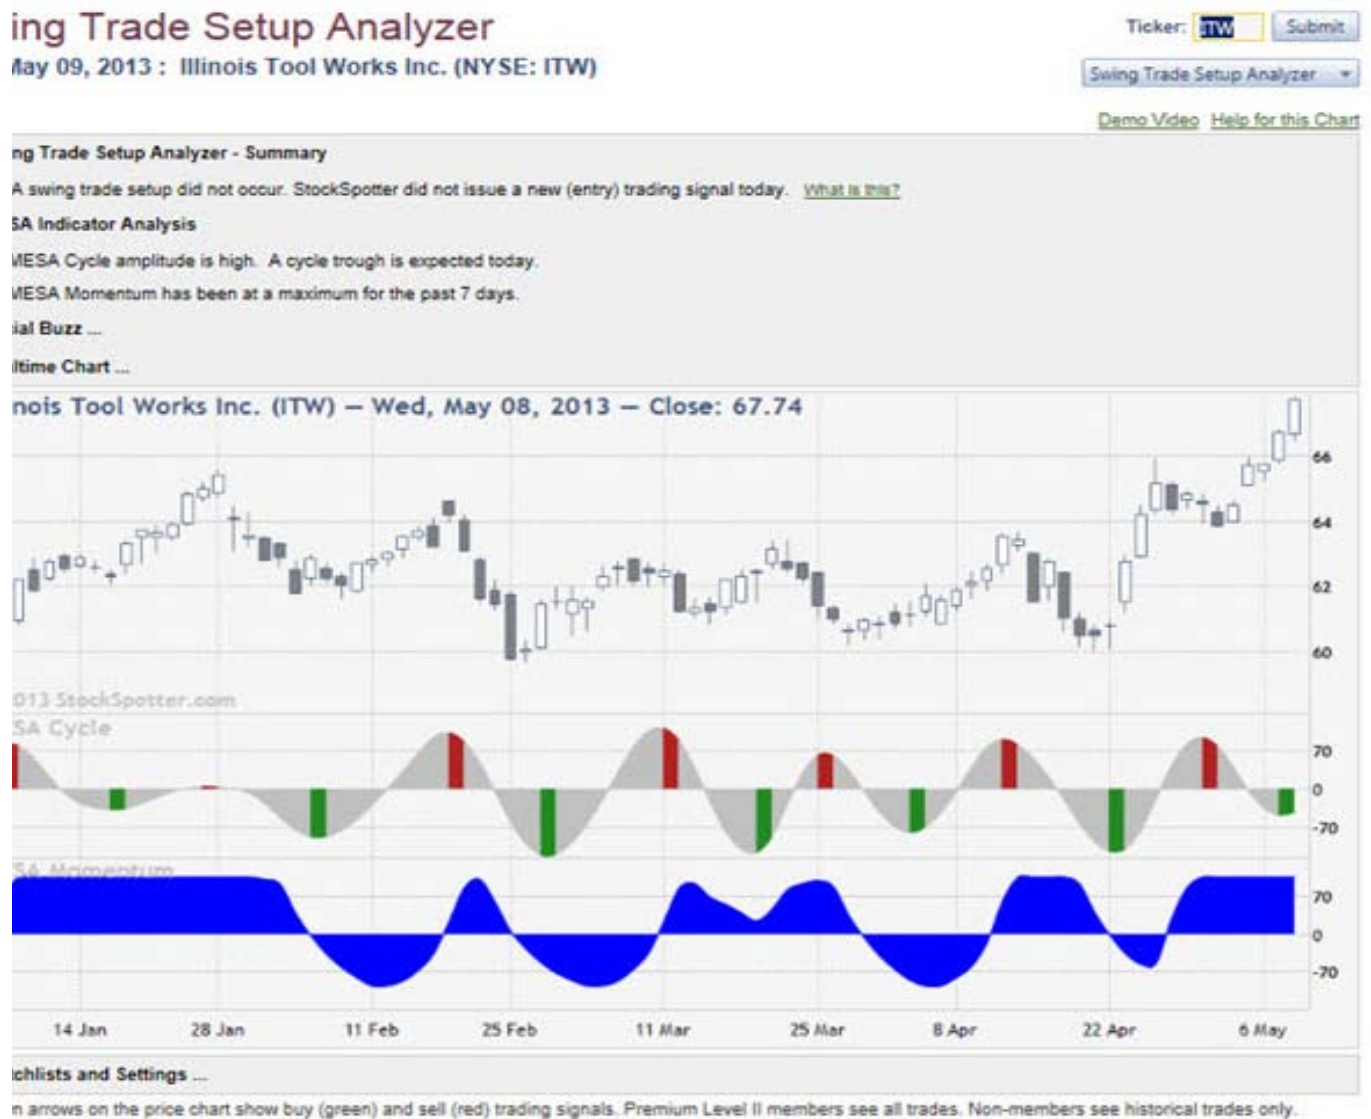 ing Trade Setup Analyzer
Ticker: ITW Submit
May 09, 2013 : Illinois Tool Works Inc. (NYSE: ITW)
Swing Trade Setup Analyzer
Demo Video Help for this Chart
ng Trade Setup Analyzer - Summary
A swing trade setup did not occur. StockSpotter did not issue a new (entry) trading signal today. What is this?
SA Indicator Analysis
MESA Cycle amplitude is high. A cycle trough is expected today.
MESA Momentum has been at a maximum for the past 7 days.
ial Buzz ...
ltime Chart ...
nois Tool Works Inc. (ITW) — Wed, May 08, 2013 — Close: 67.74
66
64
62
60
013 StockSpotter.com
SA Cycle
70
0
-70
SA Momentum
70
0
-70
14 Jan 28 Jan 11 Feb 25 Feb 11 Mar 25 Mar 8 Apr 22 Apr 6 May
chlists and Settings ...
n arrows on the price chart show buy (green) and sell (red) trading signals. Premium Level II members see all trades. Non-members see historical trades only.